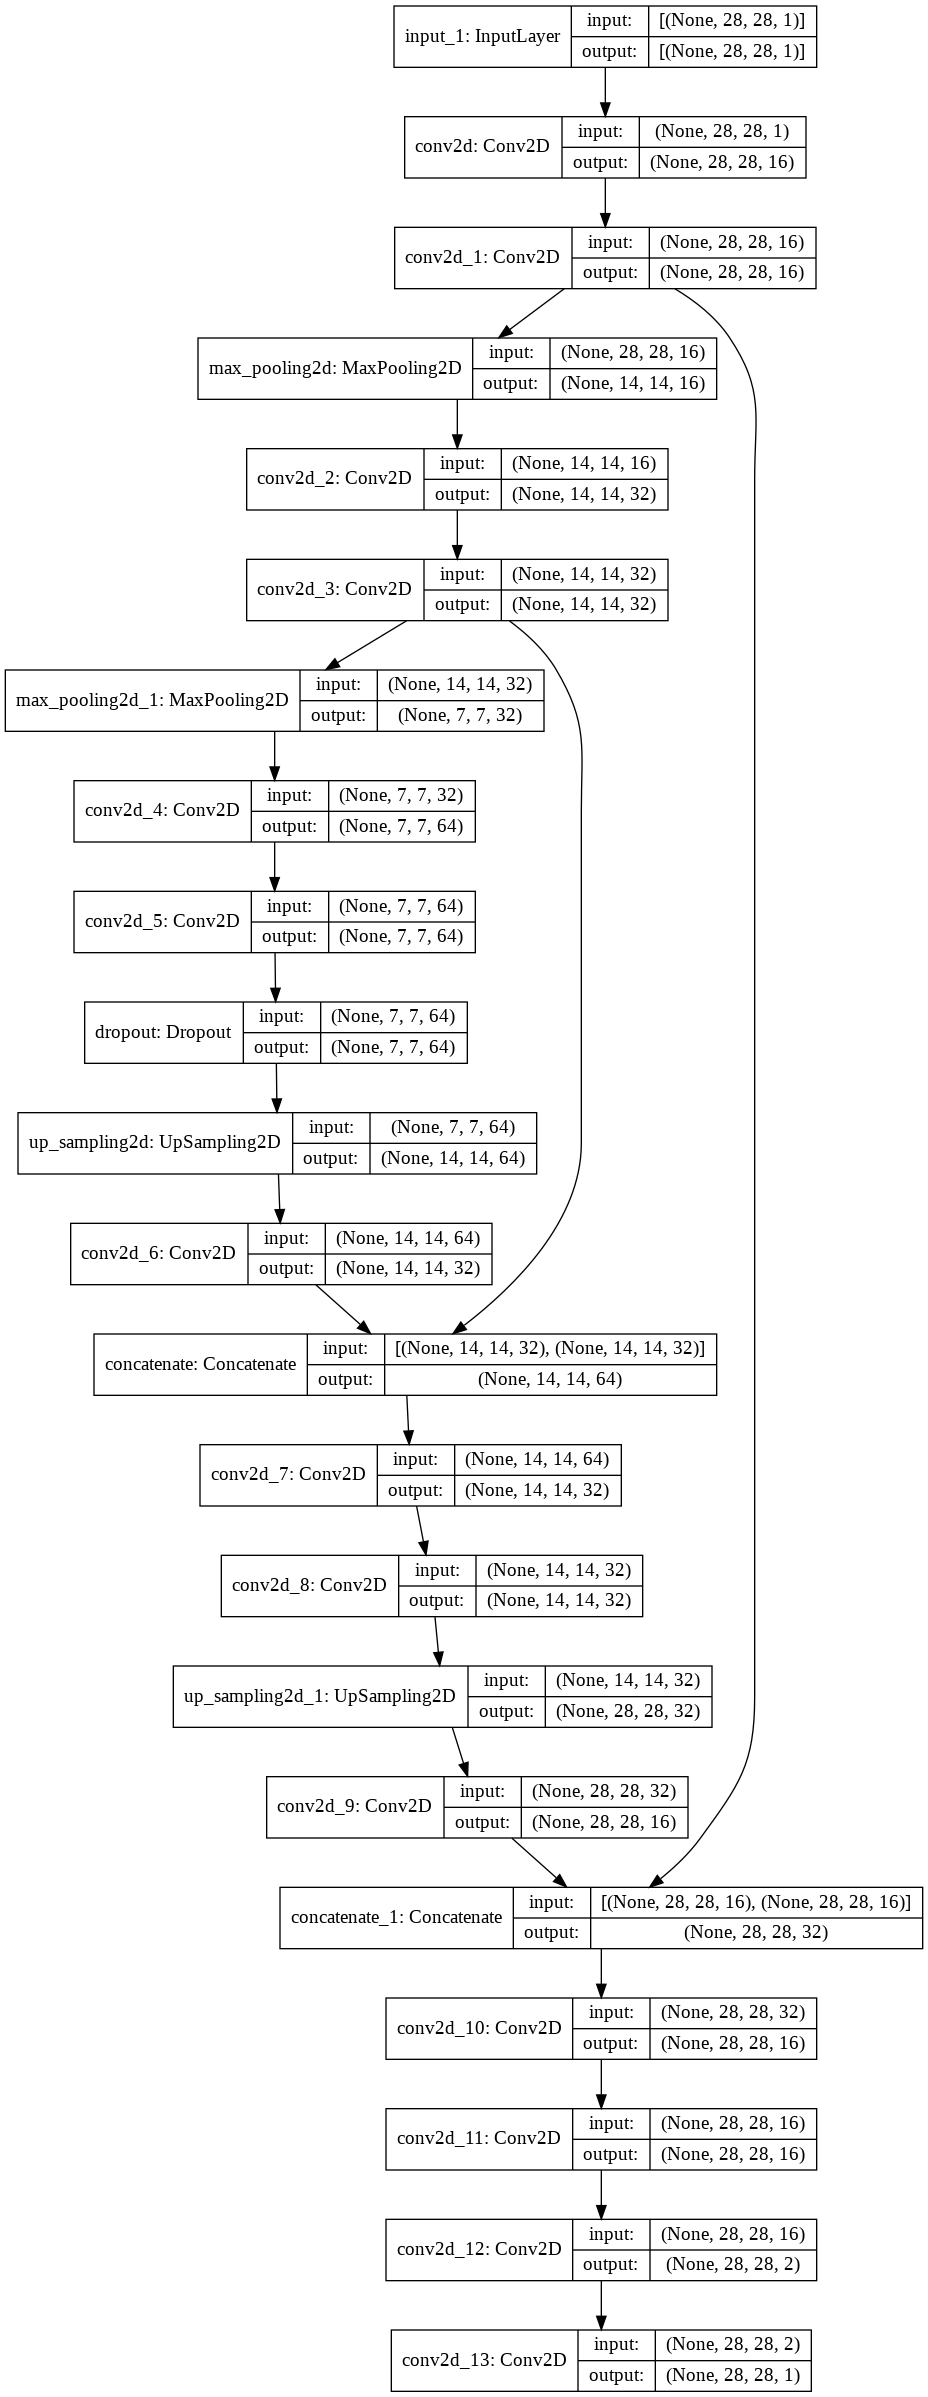 input_1: InputLayer
input: [(None, 28, 28, 1)]
output: [(None, 28, 28, 1)]
conv2d: Conv2D
input: (None, 28, 28, 1)
output: (None, 28, 28, 16)
conv2d_1: Conv2D
input: (None, 28, 28, 16)
output: (None, 28, 28, 16)
max_pooling2d: MaxPooling2D
input: (None, 28, 28, 16)
output: (None, 14, 14, 16)
conv2d_2: Conv2D
input: (None, 14, 14, 16)
output: (None, 14, 14, 32)
conv2d_3: Conv2D
input: (None, 14, 14, 32)
output: (None, 14, 14, 32)
max_pooling2d_1: MaxPooling2D
input: (None, 14, 14, 32)
output: (None, 7, 7, 32)
conv2d_4: Conv2D
input: (None, 7, 7, 32)
output: (None, 7, 7, 64)
conv2d_5: Conv2D
input: (None, 7, 7, 64)
output: (None, 7, 7, 64)
dropout: Dropout
input: (None, 7, 7, 64)
output: (None, 7, 7, 64)
up_sampling2d: UpSampling2D
input: (None, 7, 7, 64)
output: (None, 14, 14, 64)
conv2d_6: Conv2D
input: (None, 14, 14, 64)
output: (None, 14, 14, 32)
concatenate: Concatenate
input: [(None, 14, 14, 32), (None, 14, 14, 32)]
output: (None, 14, 14, 64)
conv2d_7: Conv2D
input: (None, 14, 14, 64)
output: (None, 14, 14, 32)
conv2d_8: Conv2D
input: (None, 14, 14, 32)
output: (None, 14, 14, 32)
up_sampling2d_1: UpSampling2D
input: (None, 14, 14, 32)
output: (None, 28, 28, 32)
conv2d_9: Conv2D
input: (None, 28, 28, 32)
output: (None, 28, 28, 16)
concatenate_1: Concatenate
input: [(None, 28, 28, 16), (None, 28, 28, 16)]
output: (None, 28, 28, 32)
conv2d_10: Conv2D
input: (None, 28, 28, 32)
output: (None, 28, 28, 16)
conv2d_11: Conv2D
input: (None, 28, 28, 16)
output: (None, 28, 28, 16)
conv2d_12: Conv2D
input: (None, 28, 28, 16)
output: (None, 28, 28, 2)
conv2d_13: Conv2D
input: (None, 28, 28, 2)
output: (None, 28, 28, 1)